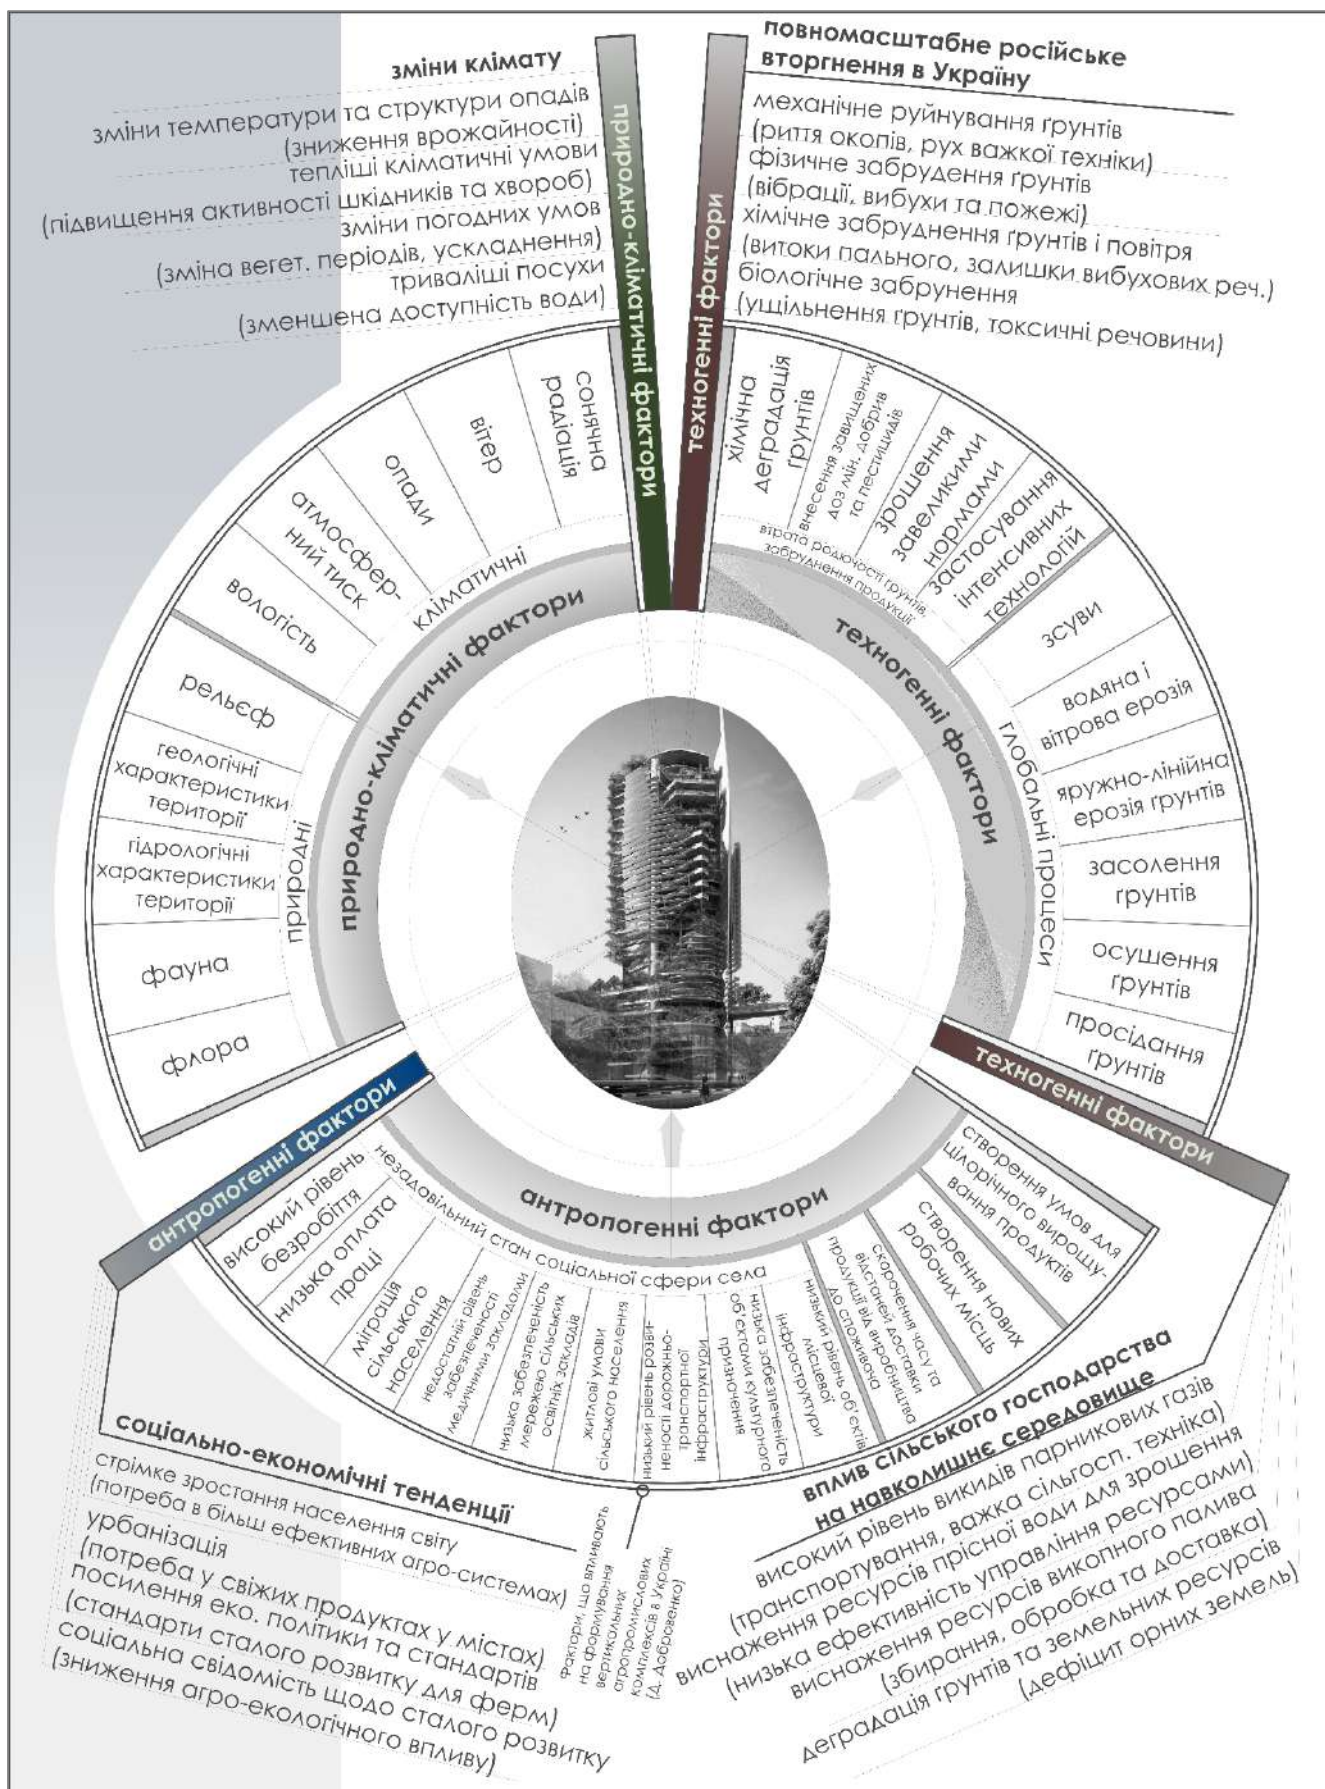 зміни клімату
зміни температури та структури опадів
(зниження врожайності)
тепліші кліматичні умови
(підвищення активності шкідників та хвороб)
зміни погодних умов
(зміна вегет. періодів, ускладнення)
триваліші посухи
(зменшена доступність води)
природно-кліматичні фактори
повномасштабне російське
вторгнення в Україну
механічне руйнування ґрунтів
(риття окопів, рух важкої техніки)
фізичне забрудення ґрунтів
(вібрації, вибухи та пожежі)
хімічне забруднення ґрунтів і повітря
(витоки пального, залишки вибухових реч.)
біологічне забрунення
(ущільнення ґрунтів, токсичні речовини)
техногенні фактори
сонячна
радіація
вітер
опади
атмосфер-
ний тиск
вологість
кліматичні
рельєф
геологічні
характеристики
території
гідрологічні
характеристики
території
фауна
флора
природні
природно-кліматичні фактори
хімічна
деградація
ґрунтів
внесення завищених
доз мін. добрив
та пестицидів
зрошення
завеликими
нормами
застосування
інтенсивних
технологій
втрата родючості ґрунтів,
забруднення продукції
зсуви
водяна і
вітрова ерозія
яружно-лінійна
ерозія ґрунтів
засолення
ґрунтів
осушення
ґрунтів
просідання
ґрунтів
глобальні процеси
техногенні фактори
техногенні фактори
антропогенні фактори
антропогенні фактори
високий рівень
безробіття
низька оплата
праці
міграція
сільського
населення
недостатній рівень
забезпеченості
медичними закладами
низька забезпеченість
мережею сільських
освітніх закладів
житлові умови
сільського населення
низький рівень розви-
неності дорожньо-
транспортної
інфраструктури
низька забезпеченість
об'єктами культурного
призначення
низький рівень об'єктів
місцевої
інфраструктури
скорочення часу та
відстаней доставки
продукції від виробництва
до споживача
створення нових
робочих місць
створення умов для
цілорічного вирощу-
вання продуктів
незадовільний стан соціальної сфери села
соціально-економічні тенденції
стрімке зростання населення світу
(потреба в більш ефективних агро-системах)
урбанізація
(потреба у свіжих продуктах у містах)
посилення еко. політики та стандартів
(стандарти сталого розвитку для ферм)
соціальна свідомість щодо сталого розвитку
(зниження агро-екологічного впливу)
Фактори, що впливають
на формування
вертикальних
агропромислових
комплексів в Україні
(Д. Добровенко)
вплив сільського господарства
на навколишнє середовище
високий рівень викидів парникових газів
(транспортування, важка сільгосп. техніка)
виснаження ресурсів прісної води для зрошення
(низька ефективність управління ресурсами)
виснаження ресурсів викопного палива
(збирання, обробка та доставка)
деградація ґрунтів та земельних ресурсів
(дефіцит орних земель)